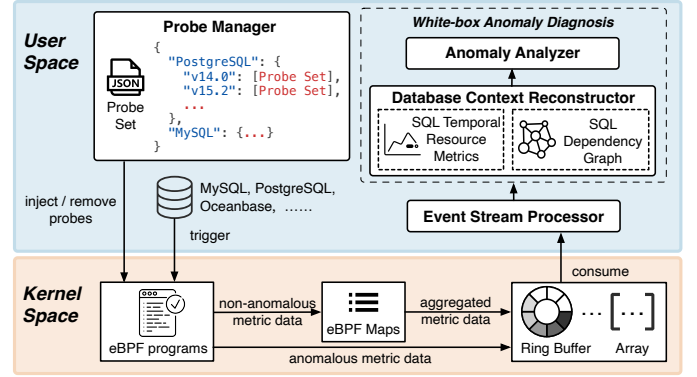 User
Space
Probe Manager
JSON
Probe
Set
{
"PostgreSQL": {
"v14.0": [Probe Set],
"v15.2": [Probe Set],
...
},
"MySQL": {...}
}
White-box Anomaly Diagnosis
Anomaly Analyzer
Database Context Reconstructor
SQL Temporal
Resource
Metrics
SQL
Dependency
Graph
inject / remove
probes
MySQL, PostgreSQL,
Oceanbase, ……
trigger
Event Stream Processor
consume
Kernel
Space
eBPF programs
non-anomalous
metric data
eBPF Maps
aggregated
metric data
anomalous metric data
Ring Buffer
... [...]
Array